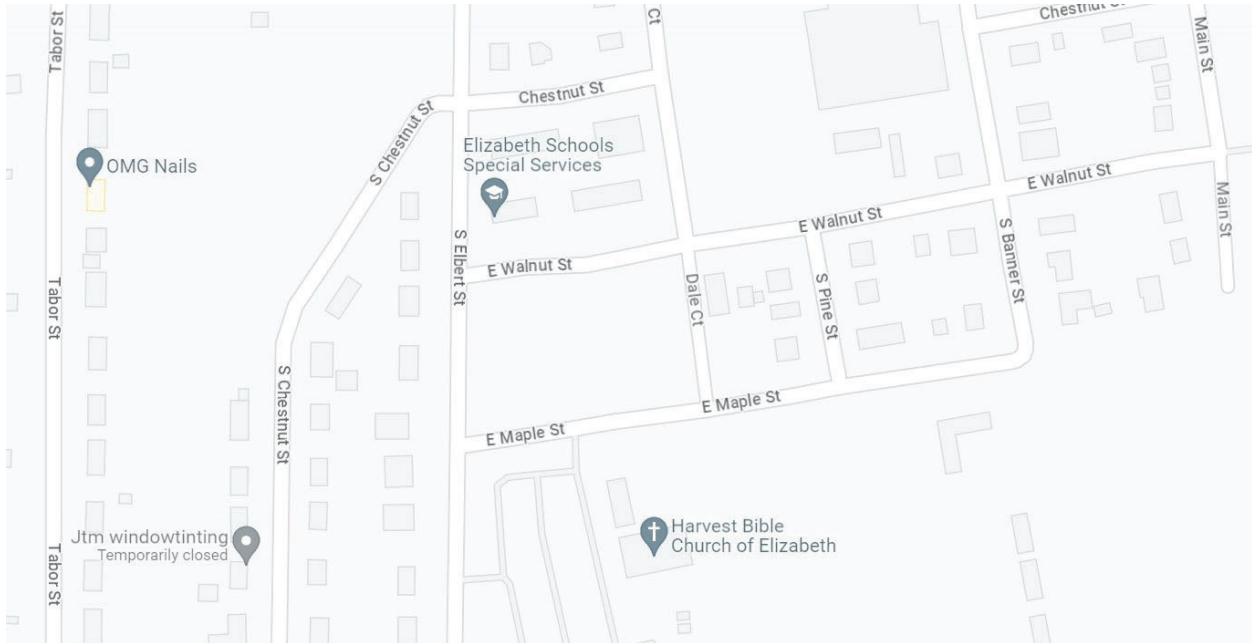 Tabor St
Ct
Chestnut St
Main St
Chestnut St
S Chestnut St
OMG Nails
Elizabeth Schools
Special Services
E Walnut St
E Walnut St
Main St
S Elbert St
S Banner St
E Walnut St
Tabor St
Dale Ct
S Pine St
S Chestnut St
E Maple St
E Maple St
Jtm windowtinting
Temporarily closed
Harvest Bible
Church of Elizabeth
Tabor St